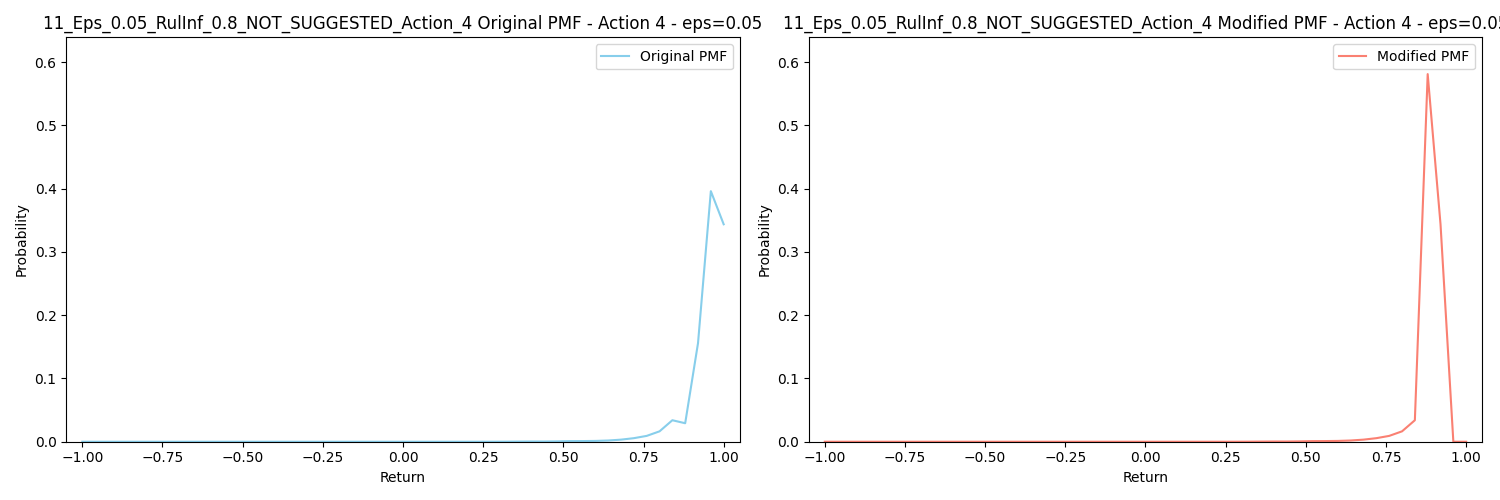 11_Eps_0.05_RulInf_0.8_NOT_SUGGESTED_Action_4 Original PMF - Action 4 - eps=0.05
Original PMF
0.6
0.5
0.4
0.3
0.2
0.1
0.0
Probability
−1.00 −0.75 −0.50 −0.25 0.00 0.25 0.50 0.75 1.00
Return
11_Eps_0.05_RulInf_0.8_NOT_SUGGESTED_Action_4 Modified PMF - Action 4 - eps=0.05
Modified PMF
0.6
0.5
0.4
0.3
0.2
0.1
0.0
Probability
−1.00 −0.75 −0.50 −0.25 0.00 0.25 0.50 0.75 1.00
Return